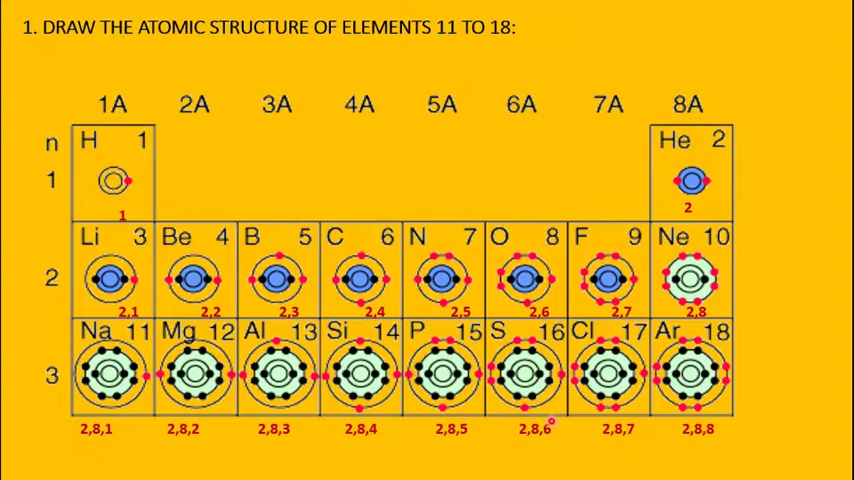 1. DRAW THE ATOMIC STRUCTURE OF ELEMENTS 11 TO 18:
1A 2A 3A 4A 5A 6A 7A 8A
n H 1 He 2
1
1 2
Li 3 Be 4 B 5 C 6 N 7 O 8 F 9 Ne 10
2
2,1 2,2 2,3 2,4 2,5 2,6 2,7 2,8
Na 11 Mg 12 Al 13 Si 14 P 15 S 16 Cl 17 Ar 18
3
2,8,1 2,8,2 2,8,3 2,8,4 2,8,5 2,8,6 2,8,7 2,8,8